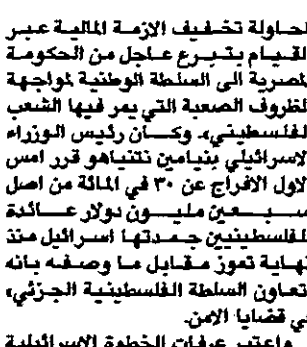 لمحاولة تخفيف الازمة المالية عبر
القيام بتبرع عاجل من الحكومة
المصرية الى السلطة الوطنية لمواجهة
الظروف الصعبة التي يمر فيها الشعب
الفلسطيني». وكان رئيس الوزراء
الاسرائيلي بنيامين نتنياهو قرر امس
الاول الافراج عن ٣٠ في المائة من اصل
سبعين مليون دولار عائدة
للفلسطينيين جمدتها اسرائيل منذ
نهاية تموز مقابل ما وصفه بانه
«تعاون السلطة الفلسطينية الجزئي»
في قضايا الامن.
واعتبر عرفات الخطوة الاسرائيلية